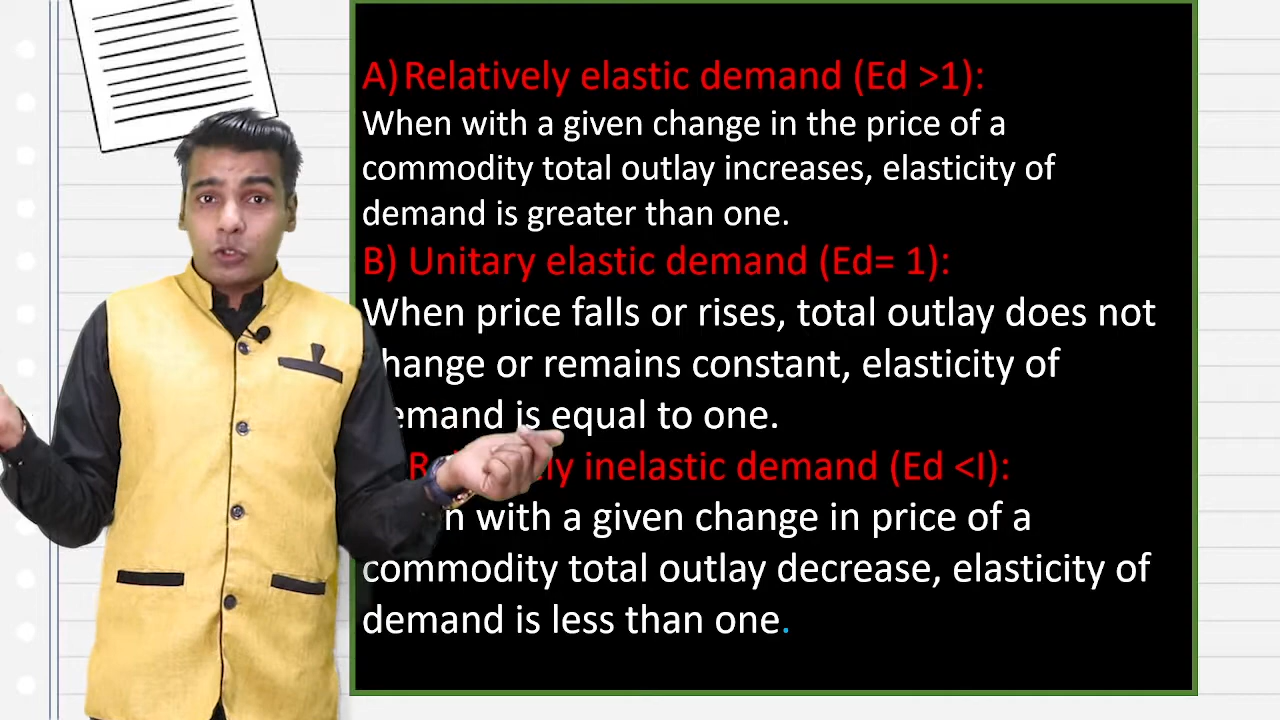 A) Relatively elastic demand (Ed >1):
When with a given change in the price of a
commodity total outlay increases, elasticity of
demand is greater than one.
B) Unitary elastic demand (Ed= 1):
When price falls or rises, total outlay does not
change or remains constant, elasticity of
demand is equal to one.
inelastic demand (Ed <I):
with a given change in price of a
commodity total outlay decrease, elasticity of
demand is less than one.